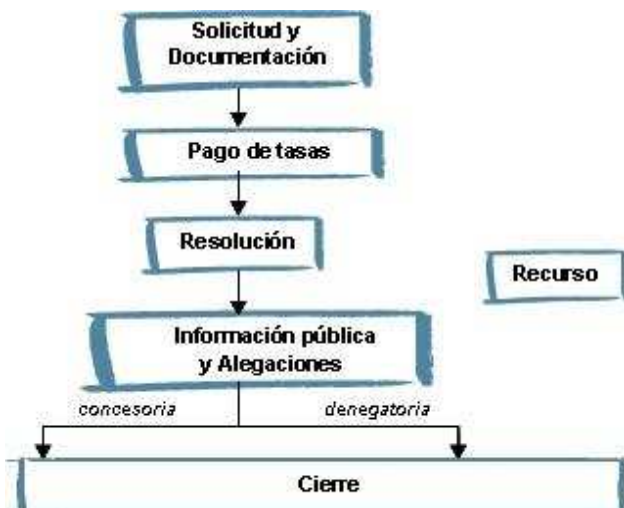 Solicitud y
Documentación
Pago de tasas
Resolución
Recurso
Información pública
y Alegaciones
concesoria
denegatoria
Cierre